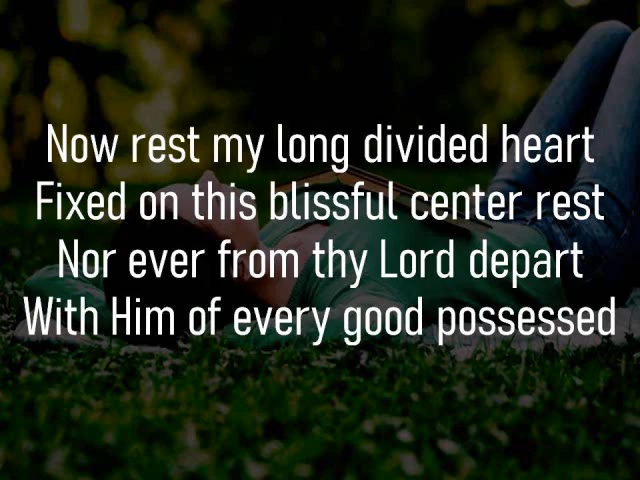 Now rest my long divided heart
Fixed on this blissful center rest
Nor ever from thy Lord depart
With Him of every good possessed